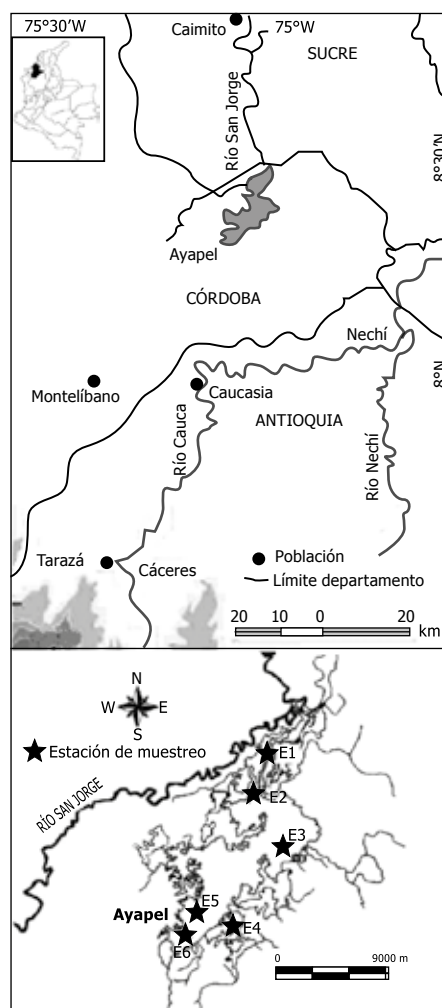 75°30'W
75°W
Caimito
SUCRE
Río San Jorge
8°30'N
Ayapel
CÓRDOBA
Nechí
8°N
Montelíbano
Caucasia
Río Cauca
ANTIOQUIA
Río Nechí
Tarazá
Cáceres
Población
Límite departamento
20 10 0 20
km
N
W E
S
Estación de muestreo
RÍO SAN JORGE
E1
E2
E3
E5
Ayapel
E4
E6
0 9000 m